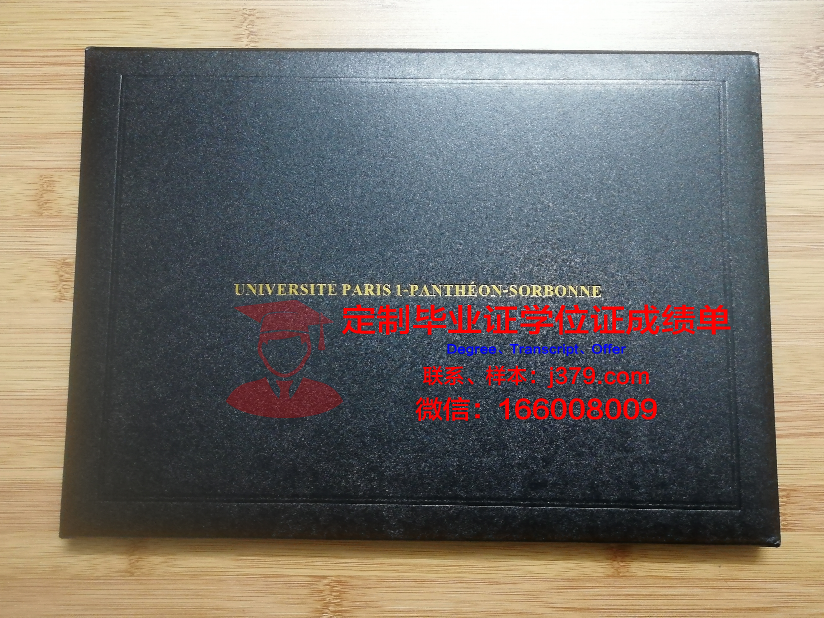 UNIVERSITE PARIS 1-PANTHÉON-SORBONNE
定制毕业证学位证成绩单
Degree、Transcript、Offer
联系、样本：j379.com
微信：166008009